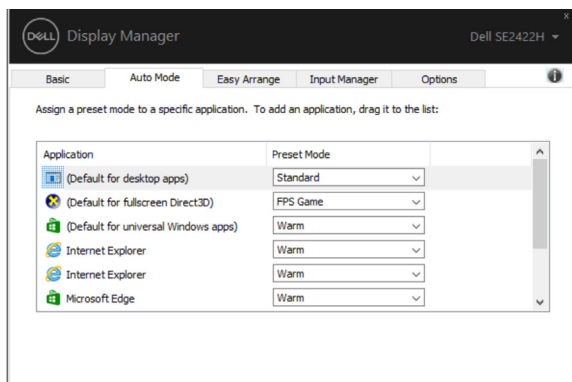 DELL Display Manager Dell SE2422H
x
Basic Auto Mode Easy Arrange Input Manager Options i
Assign a preset mode to a specific application. To add an application, drag it to the list:
Application Preset Mode
(Default for desktop apps) Standard
(Default for fullscreen Direct3D) FPS Game
(Default for universal Windows apps) Warm
Internet Explorer Warm
Internet Explorer Warm
Microsoft Edge Warm